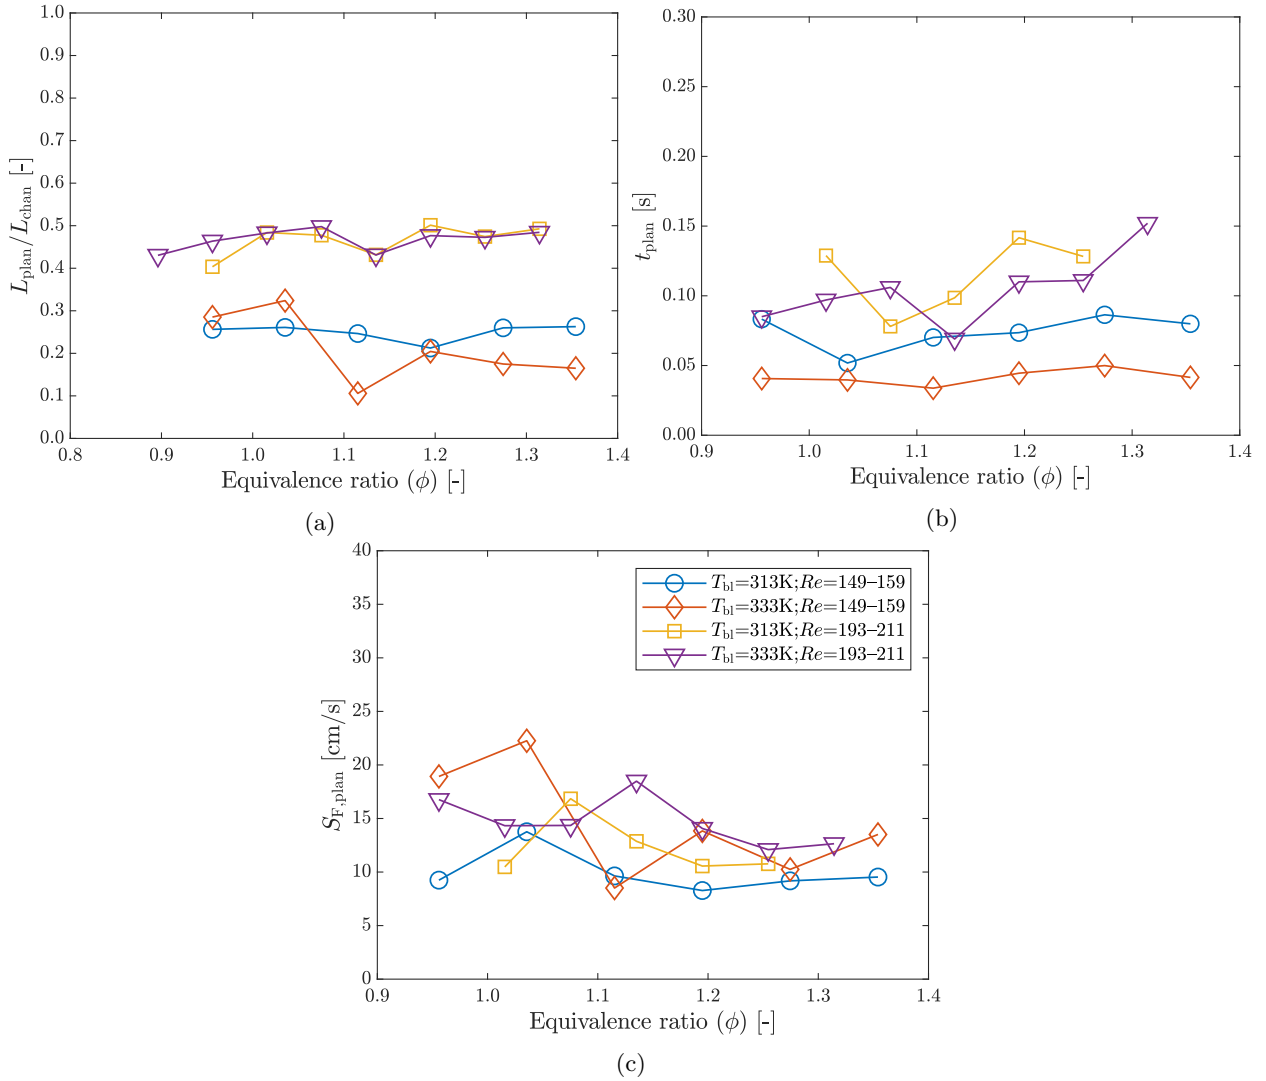 1.0
0.9
0.8
0.7
0.6
0.5
0.4
0.3
0.2
0.1
0.0
L_plan/L_chan [-]
0.8 0.9 1.0 1.1 1.2 1.3 1.4
Equivalence ratio (ϕ) [-]
(a)
0.30
0.25
0.20
0.15
0.10
0.05
0.00
t_plan [s]
0.9 1.0 1.1 1.2 1.3 1.4
Equivalence ratio (ϕ) [-]
(b)
40
35
30
25
20
15
10
5
0
S_F,plan [cm/s]
T_bl=313K;Re=149–159
T_bl=333K;Re=149–159
T_bl=313K;Re=193–211
T_bl=333K;Re=193–211
0.9 1.0 1.1 1.2 1.3 1.4
Equivalence ratio (ϕ) [-]
(c)